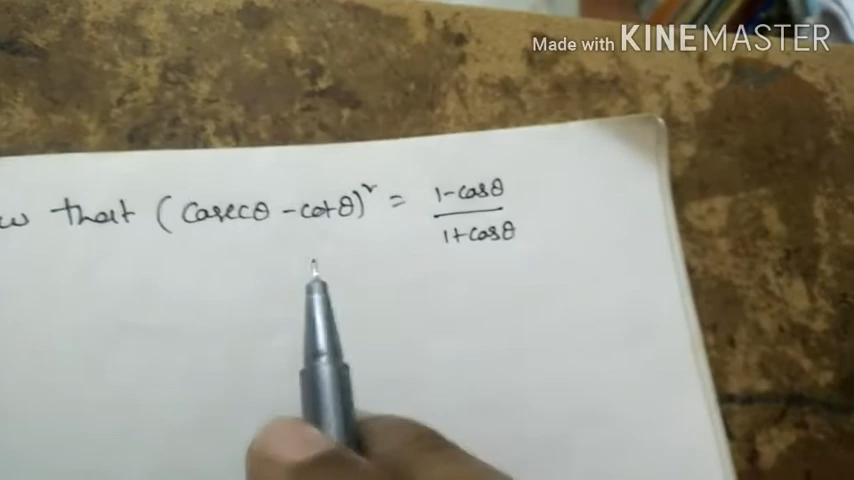 Made with KINEMASTER
w that (cosecθ - cotθ)² = 1-cosθ
1+cosθ